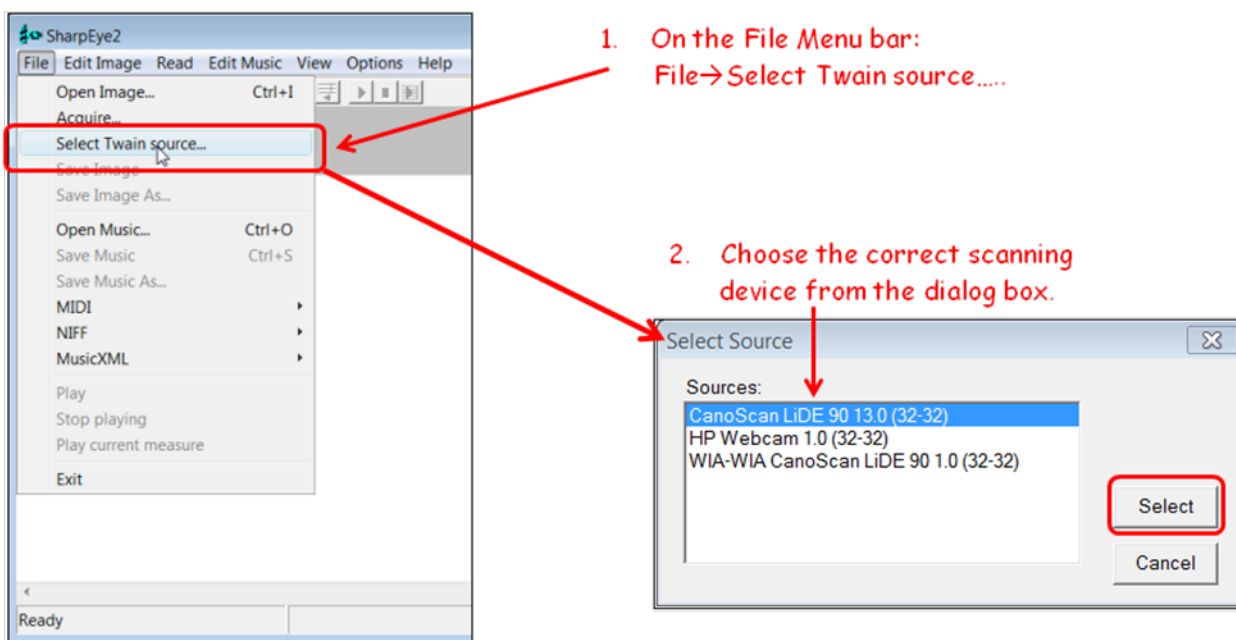 SharpEye2
File Edit Image Read Edit Music View Options Help
Open Image... Ctrl+I
Acquire...
Select Twain source...
Save Image
Save Image As...
Open Music... Ctrl+O
Save Music Ctrl+S
Save Music As...
MIDI
NIFF
MusicXML
Play
Stop playing
Play current measure
Exit
Ready
1. On the File Menu bar:
File→Select Twain source.....
2. Choose the correct scanning
device from the dialog box.
Select Source
Sources:
CanoScan LiDE 90 13.0 (32-32)
HP Webcam 1.0 (32-32)
WIA-WIA CanoScan LiDE 90 1.0 (32-32)
Select
Cancel